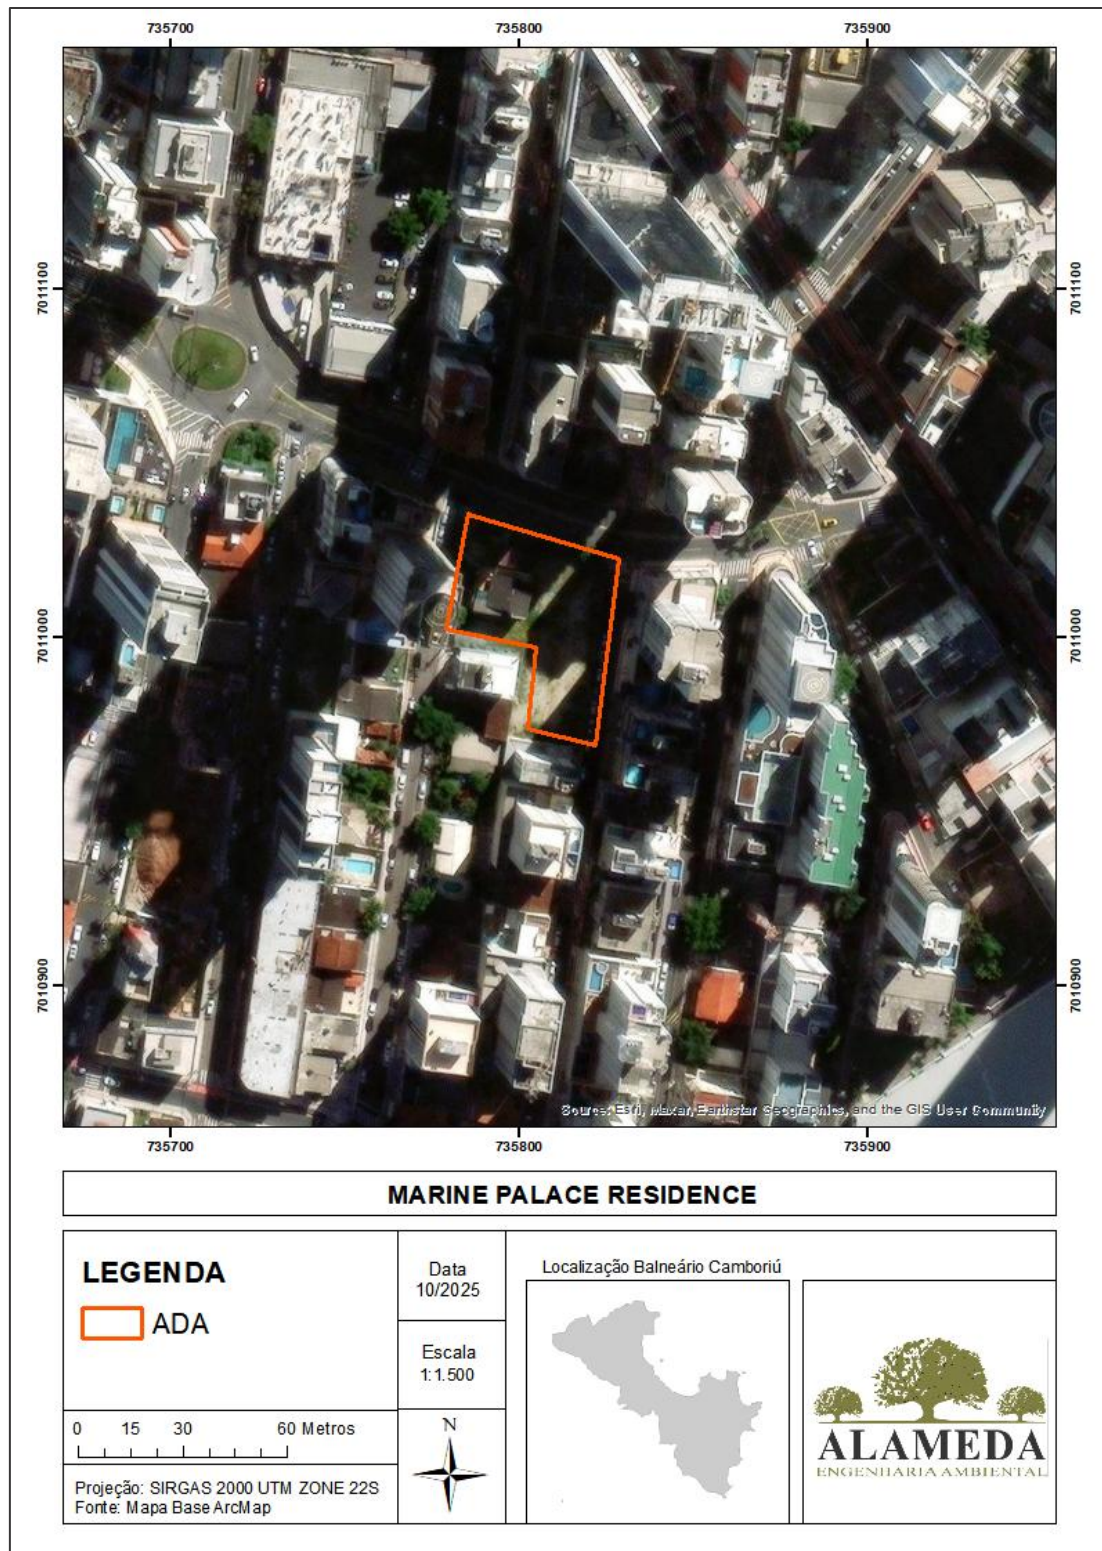 735700
735800
735900
7011100
7011100
7011000
7011000
7010900
7010900
Source: Esri, Maxar, Earthstar Geographics, and the GIS User Community
735700
735800
735900
MARINE PALACE RESIDENCE
LEGENDA
ADA
0 15 30 60 Metros
Projeção: SIRGAS 2000 UTM ZONE 22S
Fonte: Mapa Base ArcMap
Data
10/2025
Escala
1:1.500
N
Localização Balneário Camboriú
ALAMEDA
ENGENHARIA AMBIENTAL